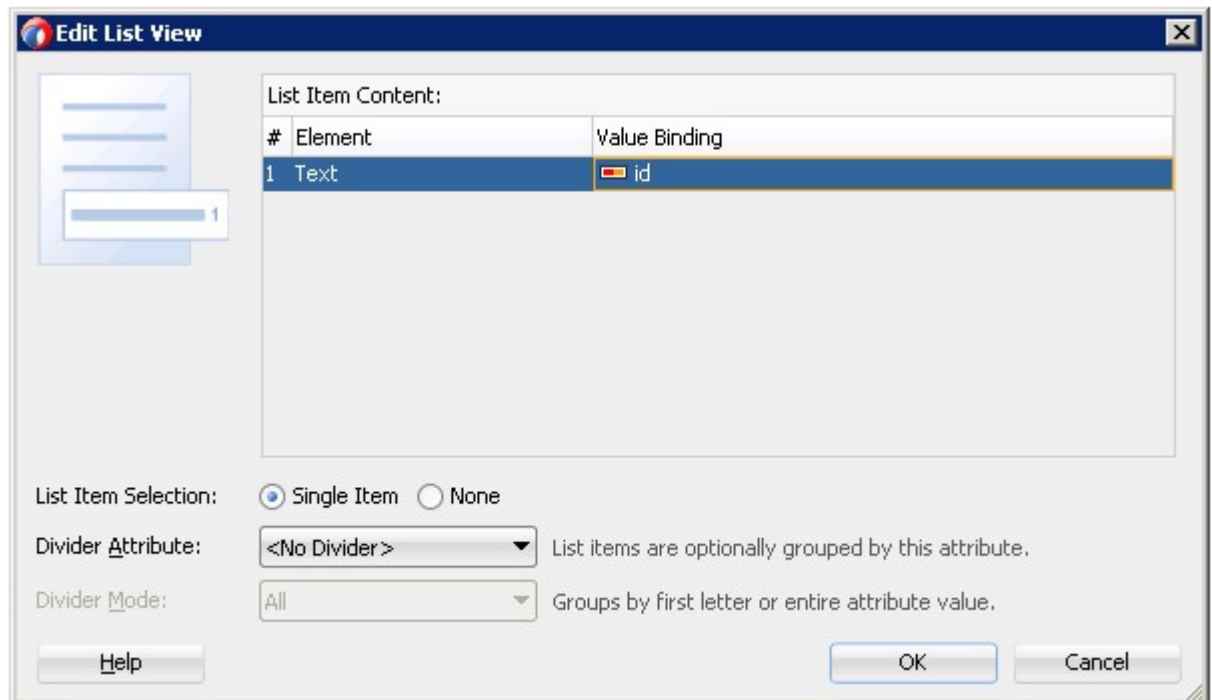 Edit List View
List Item Content:
# Element Value Binding
1 Text id
1
List Item Selection: Single Item None
Divider Attribute: <No Divider> List items are optionally grouped by this attribute.
Divider Mode: All Groups by first letter or entire attribute value.
Help OK Cancel